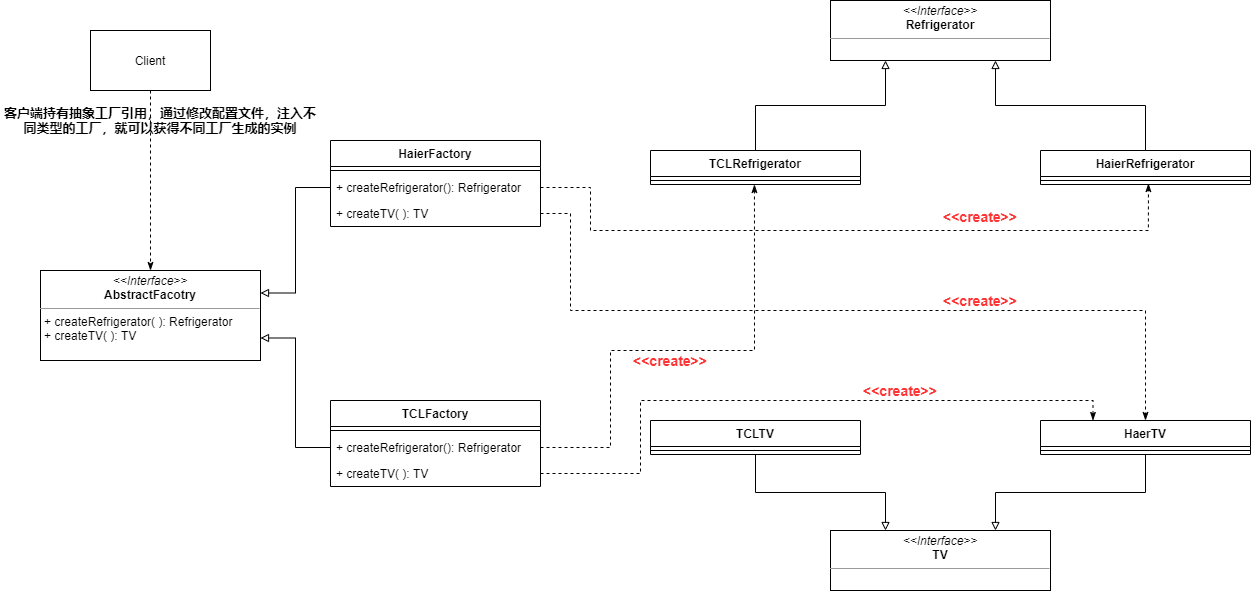 <<Interface>>
Refrigerator
Client
客户端持有抽象工厂引用，通过修改配置文件，注入不
同类型的工厂，就可以获得不同工厂生成的实例
HaierFactory
+ createRefrigerator(): Refrigerator
+ createTV( ): TV
TCLRefrigerator
HaierRefrigerator
<<create>>
<<Interface>>
AbstractFacotry
+ createRefrigerator( ): Refrigerator
+ createTV( ): TV
<<create>>
<<create>>
<<create>>
TCLFactory
+ createRefrigerator(): Refrigerator
+ createTV( ): TV
TCLTV
HaerTV
<<Interface>>
TV